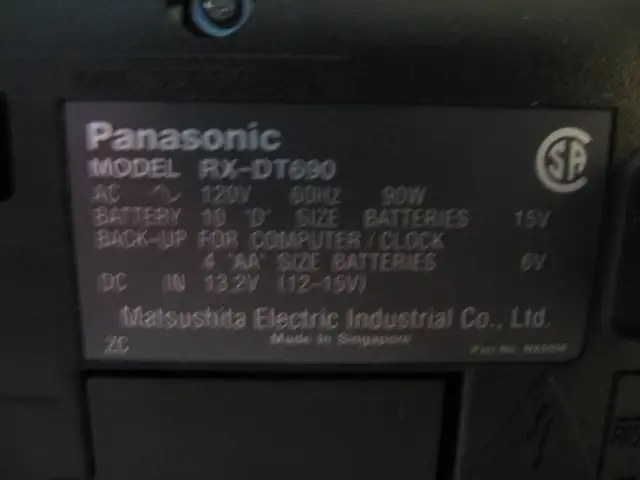 Panasonic
MODEL RX-DT690
AC 120V 60HZ 90W
BATTERY 10 "D" SIZE BATTERIES 15V
BACK-UP FOR COMPUTER/CLOCK
4 "AA" SIZE BATTERIES 6V
DC IN 13.2V (12-15V)
Matsushita Electric Industrial Co., Ltd.
Made in Singapore
2C
Part No.
SA